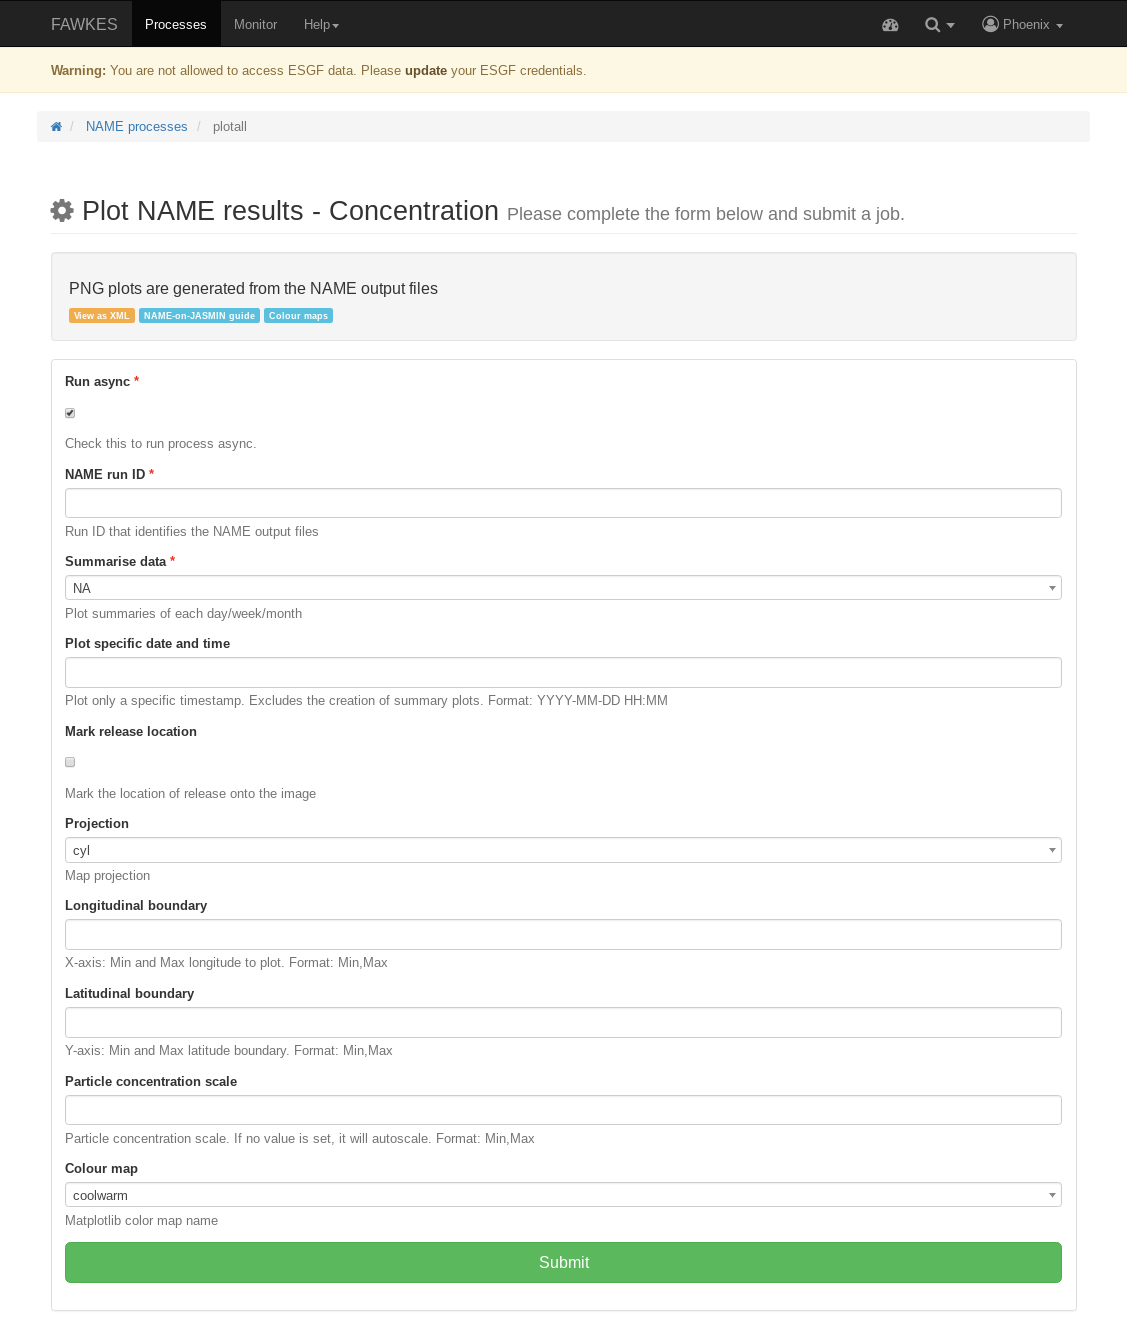 FAWKES Processes Monitor Help Phoenix
Warning: You are not allowed to access ESGF data. Please update your ESGF credentials.
/ NAME processes / plotall
Plot NAME results - Concentration Please complete the form below and submit a job.
PNG plots are generated from the NAME output files
View as XML NAME-on-JASMIN guide Colour maps
Run async *
Check this to run process async.
NAME run ID *
Run ID that identifies the NAME output files
Summarise data *
NA
Plot summaries of each day/week/month
Plot specific date and time
Plot only a specific timestamp. Excludes the creation of summary plots. Format: YYYY-MM-DD HH:MM
Mark release location
Mark the location of release onto the image
Projection
cyl
Map projection
Longitudinal boundary
X-axis: Min and Max longitude to plot. Format: Min,Max
Latitudinal boundary
Y-axis: Min and Max latitude boundary. Format: Min,Max
Particle concentration scale
Particle concentration scale. If no value is set, it will autoscale. Format: Min,Max
Colour map
coolwarm
Matplotlib color map name
Submit